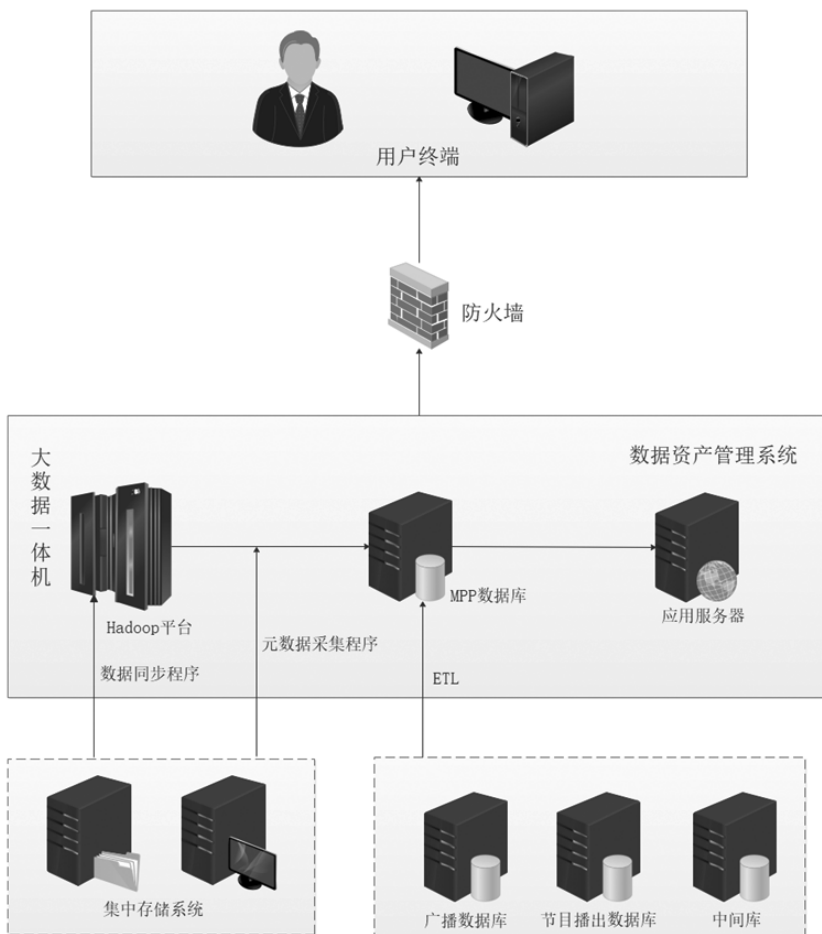 用户终端
防火墙
大数据一体机
数据资产管理系统
Hadoop平台
MPP数据库
应用服务器
元数据采集程序
数据同步程序
ETL
集中存储系统
广播数据库
节目播出数据库
中间库